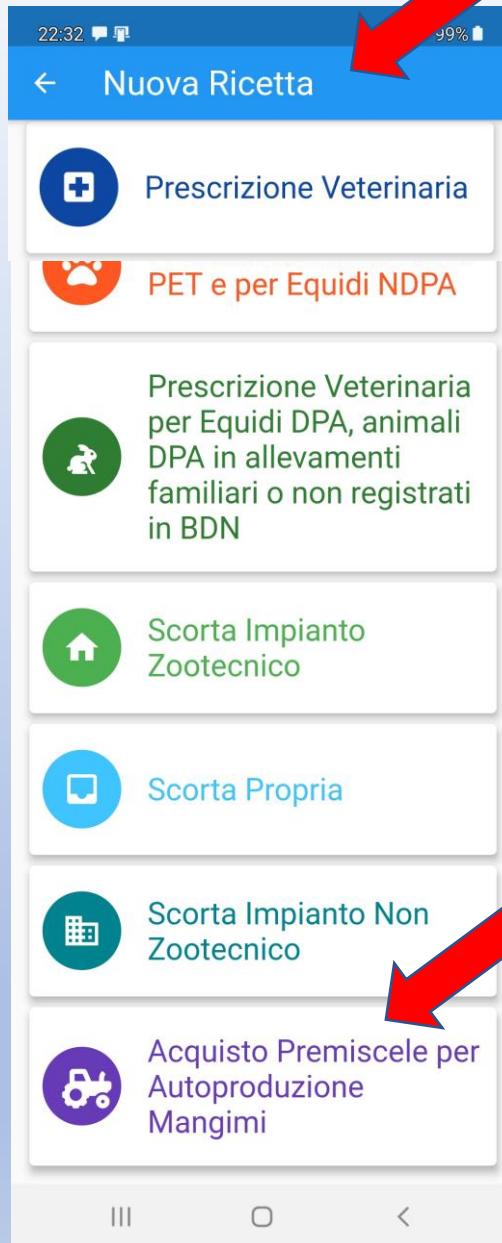 22:32
99%
Nuova Ricetta
Prescrizione Veterinaria
PET e per Equidi NDPA
Prescrizione Veterinaria
per Equidi DPA, animali
DPA in allevamenti
familiari o non registrati
in BDN
Scorta Impianto
Zootecnico
Scorta Propria
Scorta Impianto Non
Zootecnico
Acquisto Premiscele per
Autoproduzione
Mangimi